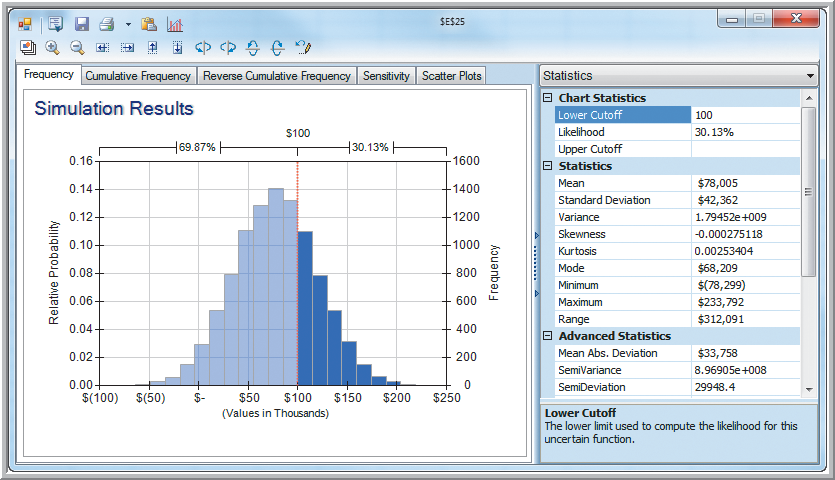 $E$25
Frequency Cumulative Frequency Reverse Cumulative Frequency Sensitivity Scatter Plots
Simulation Results
$100
69.87% 30.13%
0.16 1600
0.14 1400
0.12 1200
0.10 1000
0.08 800
0.06 600
0.04 400
0.02 200
0.00 0
Relative Probability
Frequency
$(100) $(50) $- $50 $100 $150 $200 $250
(Values in Thousands)
Statistics
Chart Statistics
Lower Cutoff 100
Likelihood 30.13%
Upper Cutoff
Statistics
Mean $78,005
Standard Deviation $42,362
Variance 1.79452e+009
Skewness -0.000275118
Kurtosis 0.00253404
Mode $68,209
Minimum $(78,299)
Maximum $233,792
Range $312,091
Advanced Statistics
Mean Abs. Deviation $33,758
SemiVariance 8.96905e+008
SemiDeviation 29948.4
Lower Cutoff
The lower limit used to compute the likelihood for this
uncertain function.